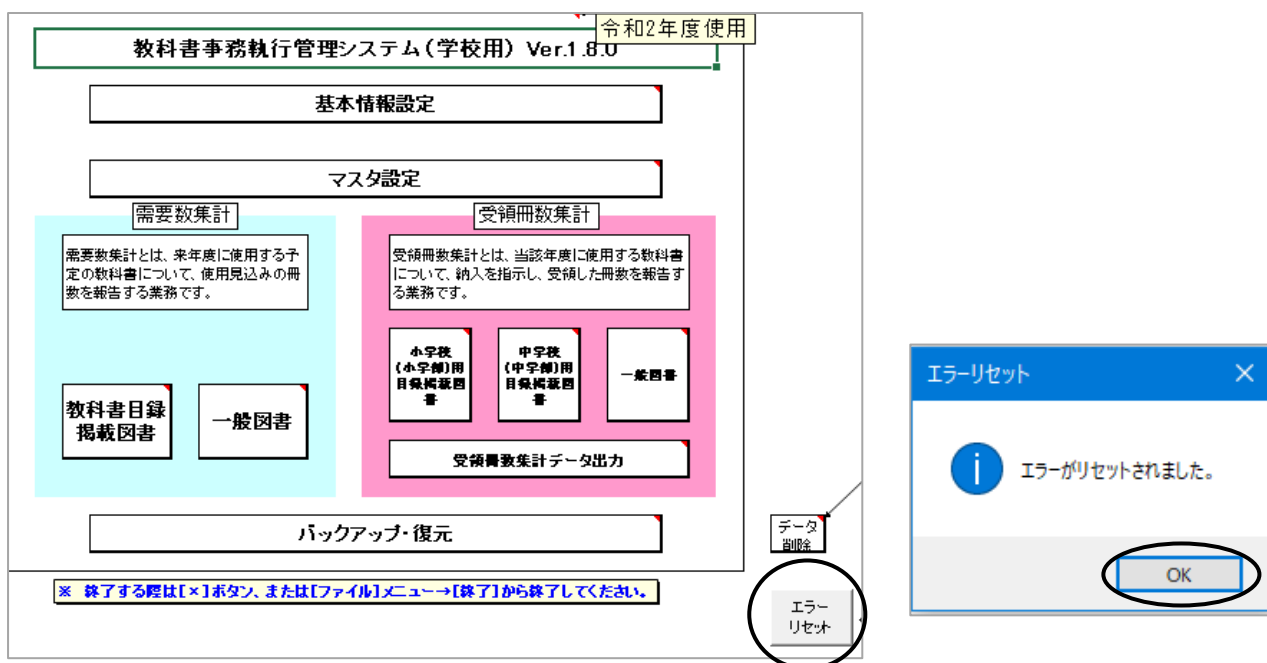 令和2年度使用
教科書事務執行管理システム(学校用) Ver.1.8.0
基本情報設定
マスタ設定
需要数集計
需要数集計とは、来年度に使用する予
定の教科書について、使用見込みの冊
数を報告する業務です。
教科書目録
掲載図書
一般図書
受領冊数集計
受領冊数集計とは、当該年度に使用する教科書
について、納入を指示し、受領した冊数を報告す
る業務です。
小学校
(小学部)用
目録掲載図
書
中学校
(中学部)用
目録掲載図
書
一般図書
受領冊数集計データ出力
バックアップ・復元
データ
削除
※ 終了する際は[×]ボタン、または[ファイル]メニュー→[終了]から終了してください。
エラー
リセット
エラーリセット
エラーがリセットされました。
OK